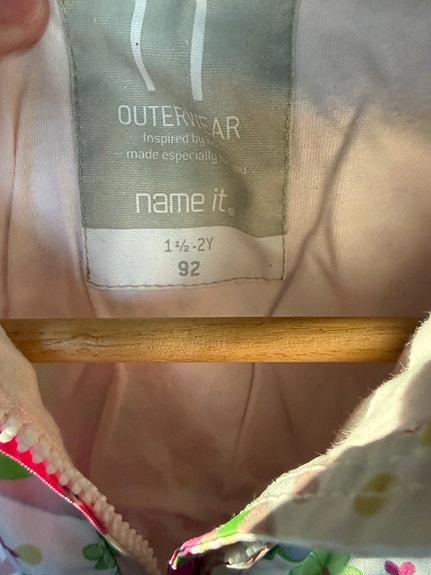 OUTERWEAR
Inspired by
made especially
name it.
1½-2Y
92